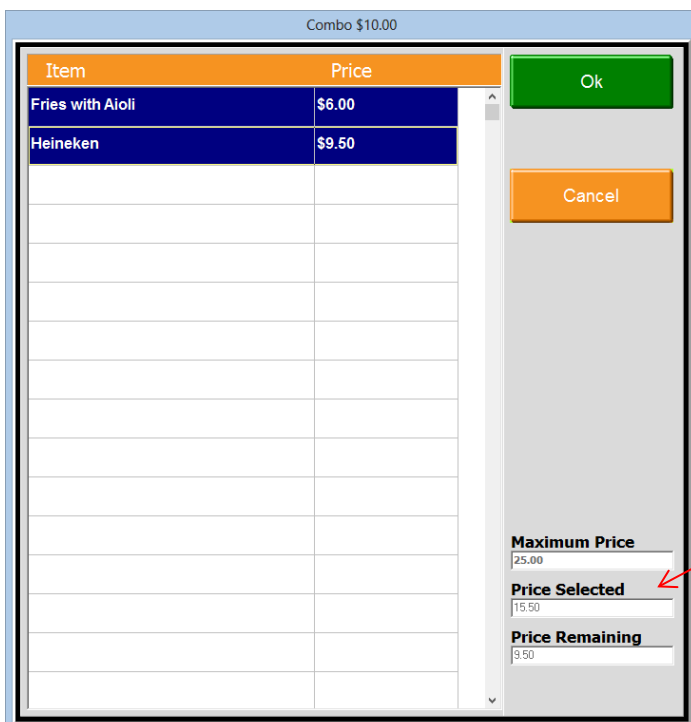 Combo $10.00
Item Price
Ok
Fries with Aioli $6.00
Heineken $9.50
Cancel
Maximum Price
25.00
Price Selected
15.50
Price Remaining
9.50